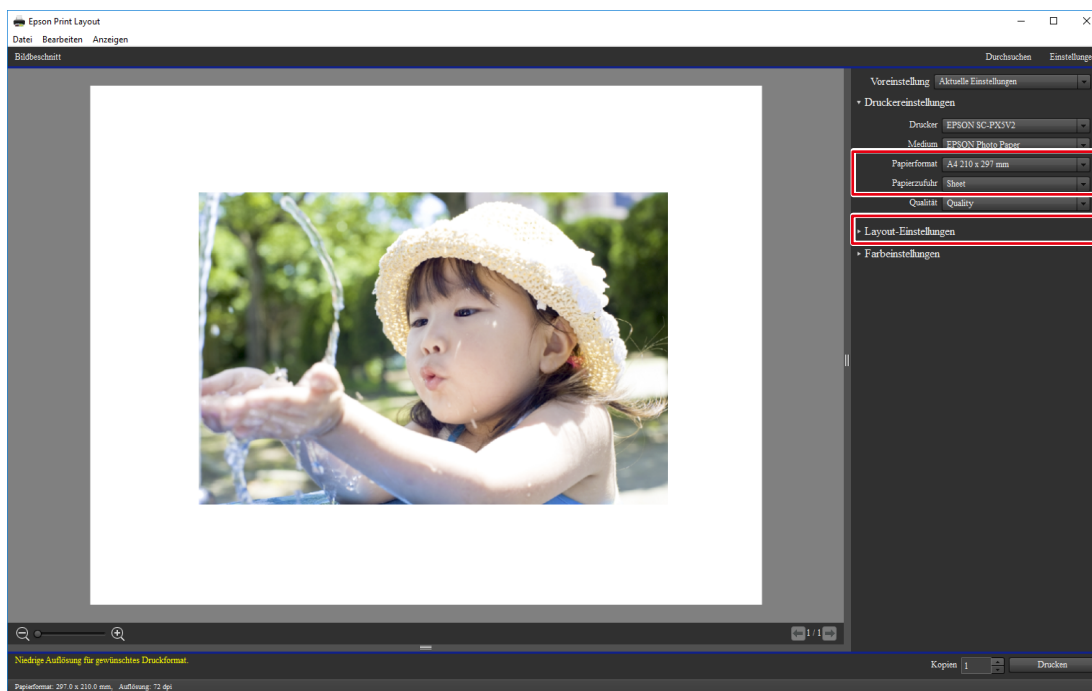 Epson Print Layout
Datei Bearbeiten Anzeigen
Bildbeschnitt
Durchsuchen Einstellunge
Voreinstellung Aktuelle Einstellungen
Druckereinstellungen
Drucker EPSON SC-PX5V2
Medium EPSON Photo Paper
Papierformat A4 210 x 297 mm
Papierzufuhr Sheet
Qualität Quality
Layout-Einstellungen
Farbeinstellungen
1 / 1
Niedrige Auflösung für gewünschtes Druckformat.
Kopien 1 Drucken
Papierformat: 297.0 x 210.0 mm, Auflösung: 72 dpi